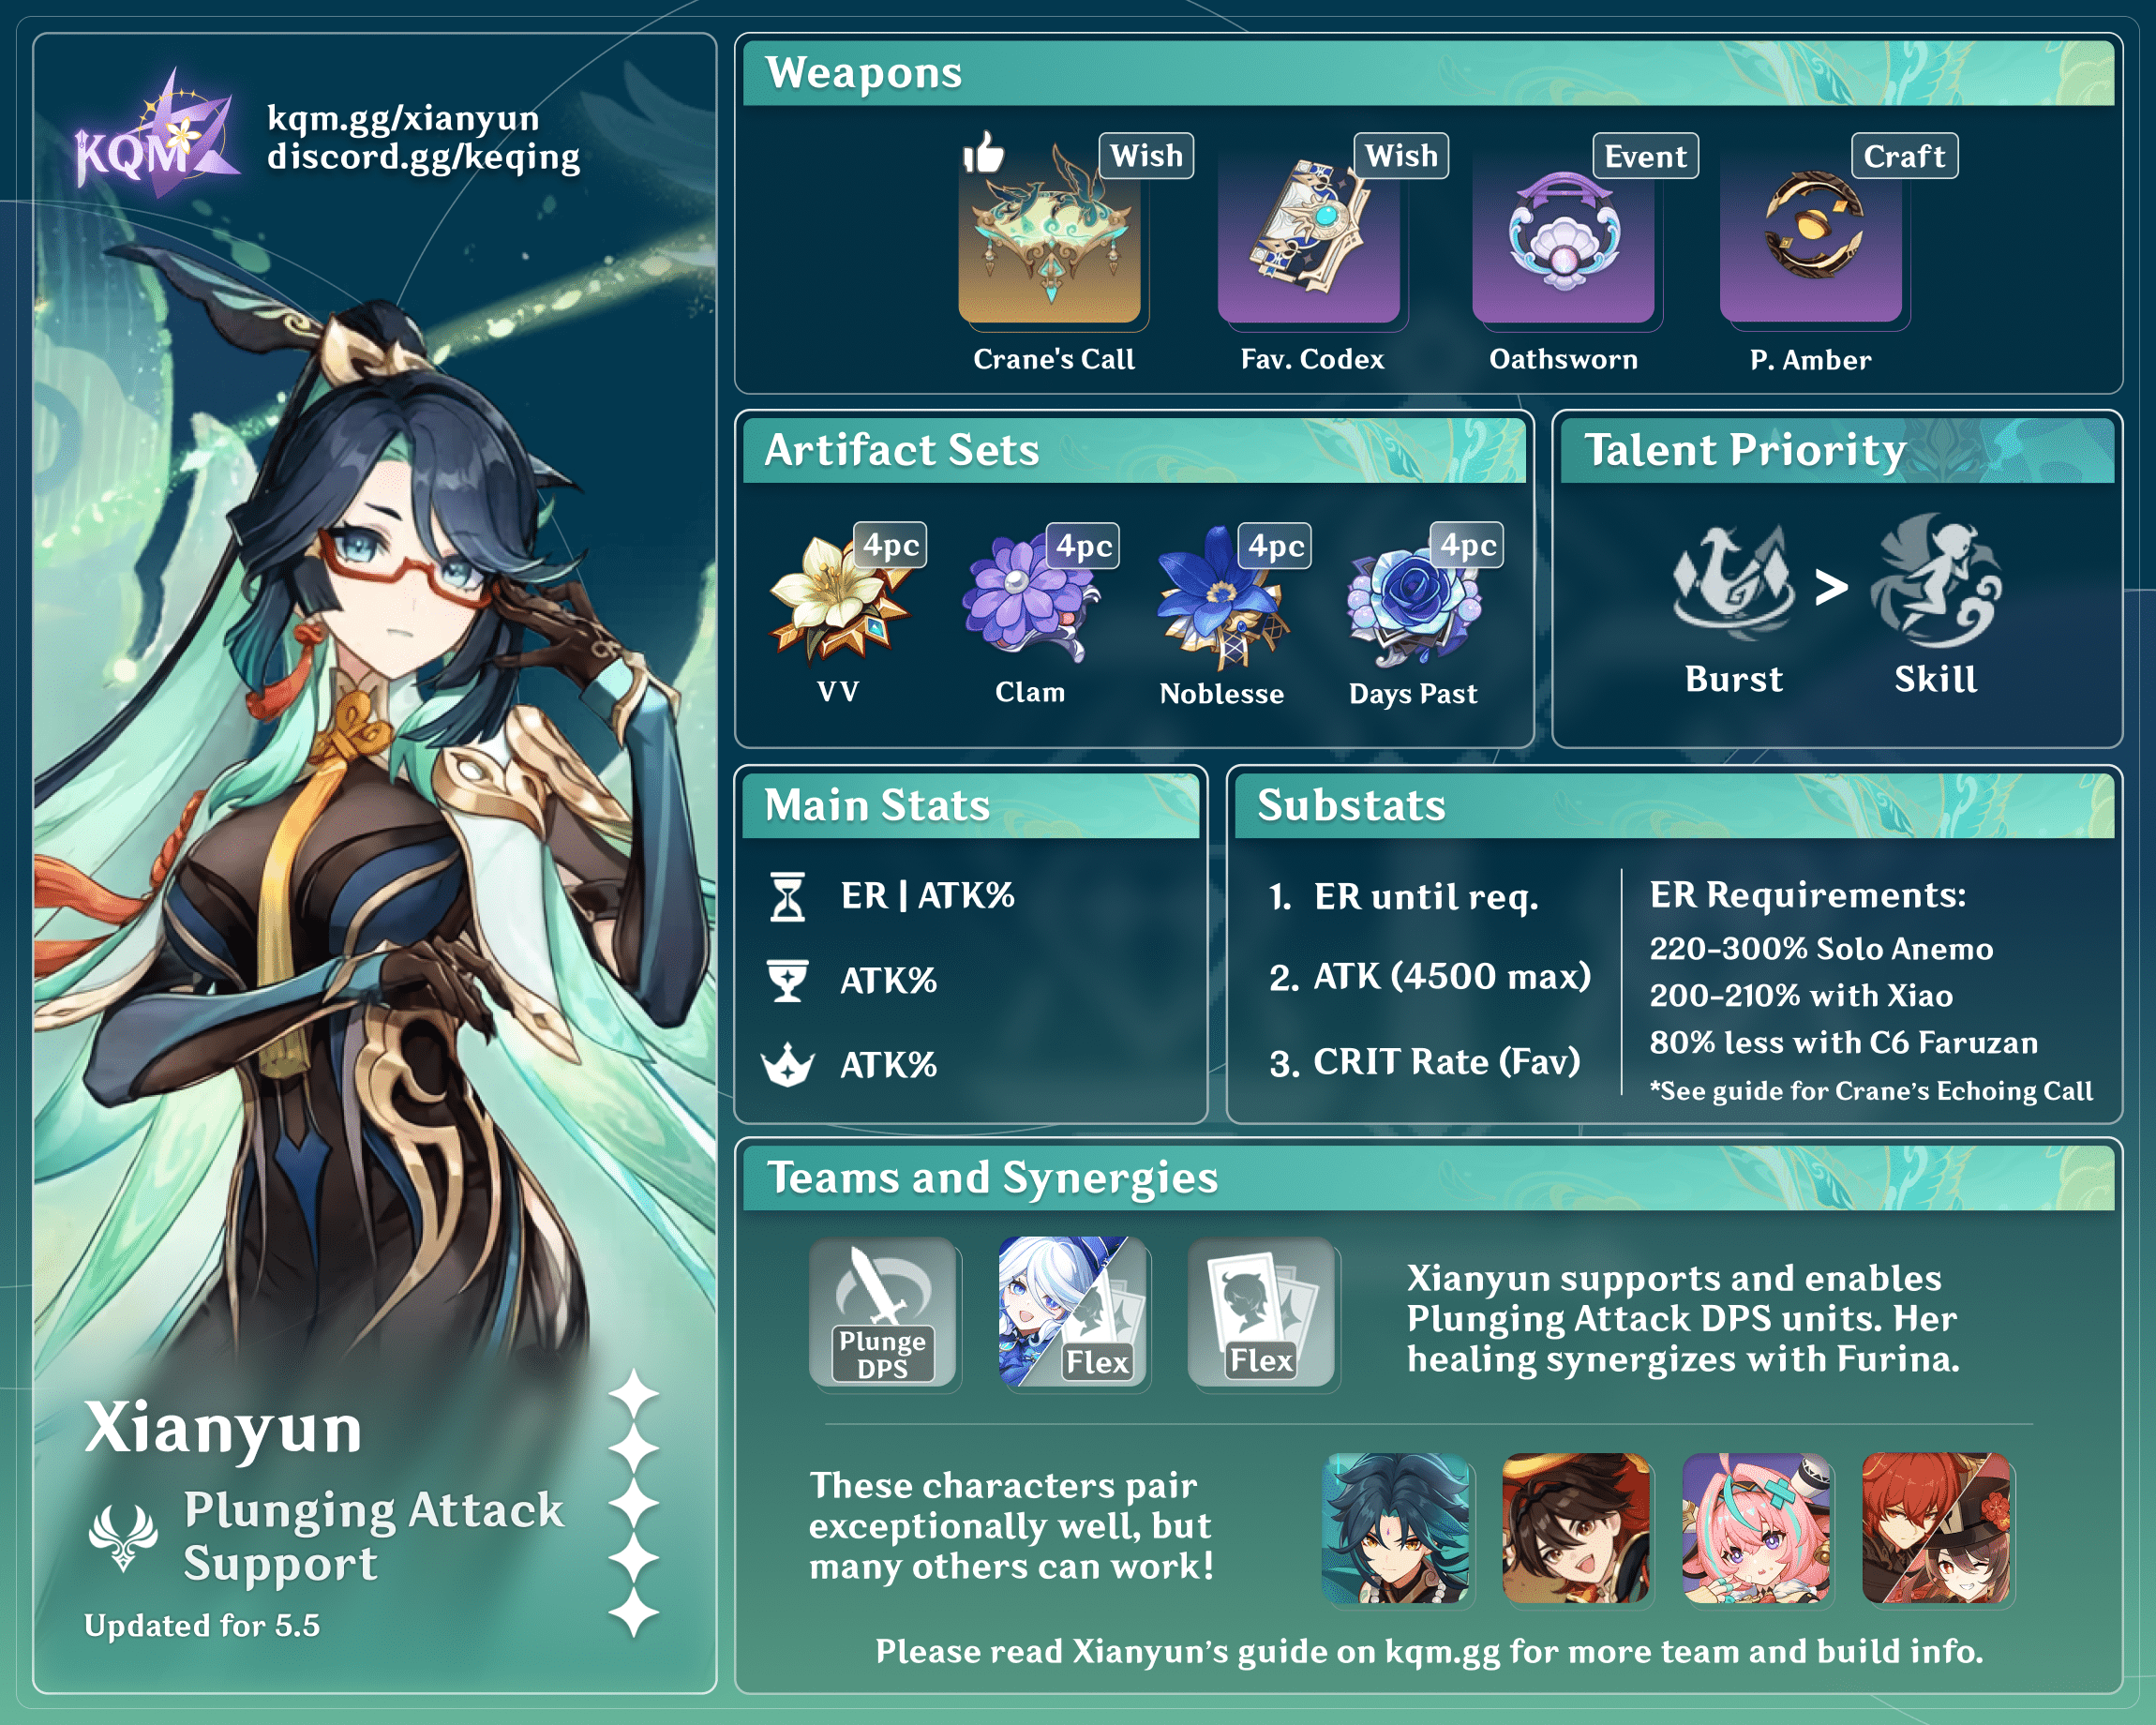 KQM
kqm.gg/xianyun
discord.gg/keqing
Xianyun
Plunging Attack
Support
Updated for 5.5
Weapons
Wish
Wish
Event
Craft
Crane's Call
Fav. Codex
Oathsworn
P. Amber
Artifact Sets
4pc
4pc
4pc
4pc
VV
Clam
Noblesse
Days Past
Talent Priority
>
Burst
Skill
Main Stats
ER | ATK%
ATK%
ATK%
Substats
1. ER until req.
2. ATK (4500 max)
3. CRIT Rate (Fav)
ER Requirements:
220-300% Solo Anemo
200-210% with Xiao
80% less with C6 Faruzan
*See guide for Crane's Echoing Call
Teams and Synergies
Plunge
DPS
Flex
Flex
Xianyun supports and enables
Plunging Attack DPS units. Her
healing synergizes with Furina.
These characters pair
exceptionally well, but
many others can work!
Please read Xianyun's guide on kqm.gg for more team and build info.